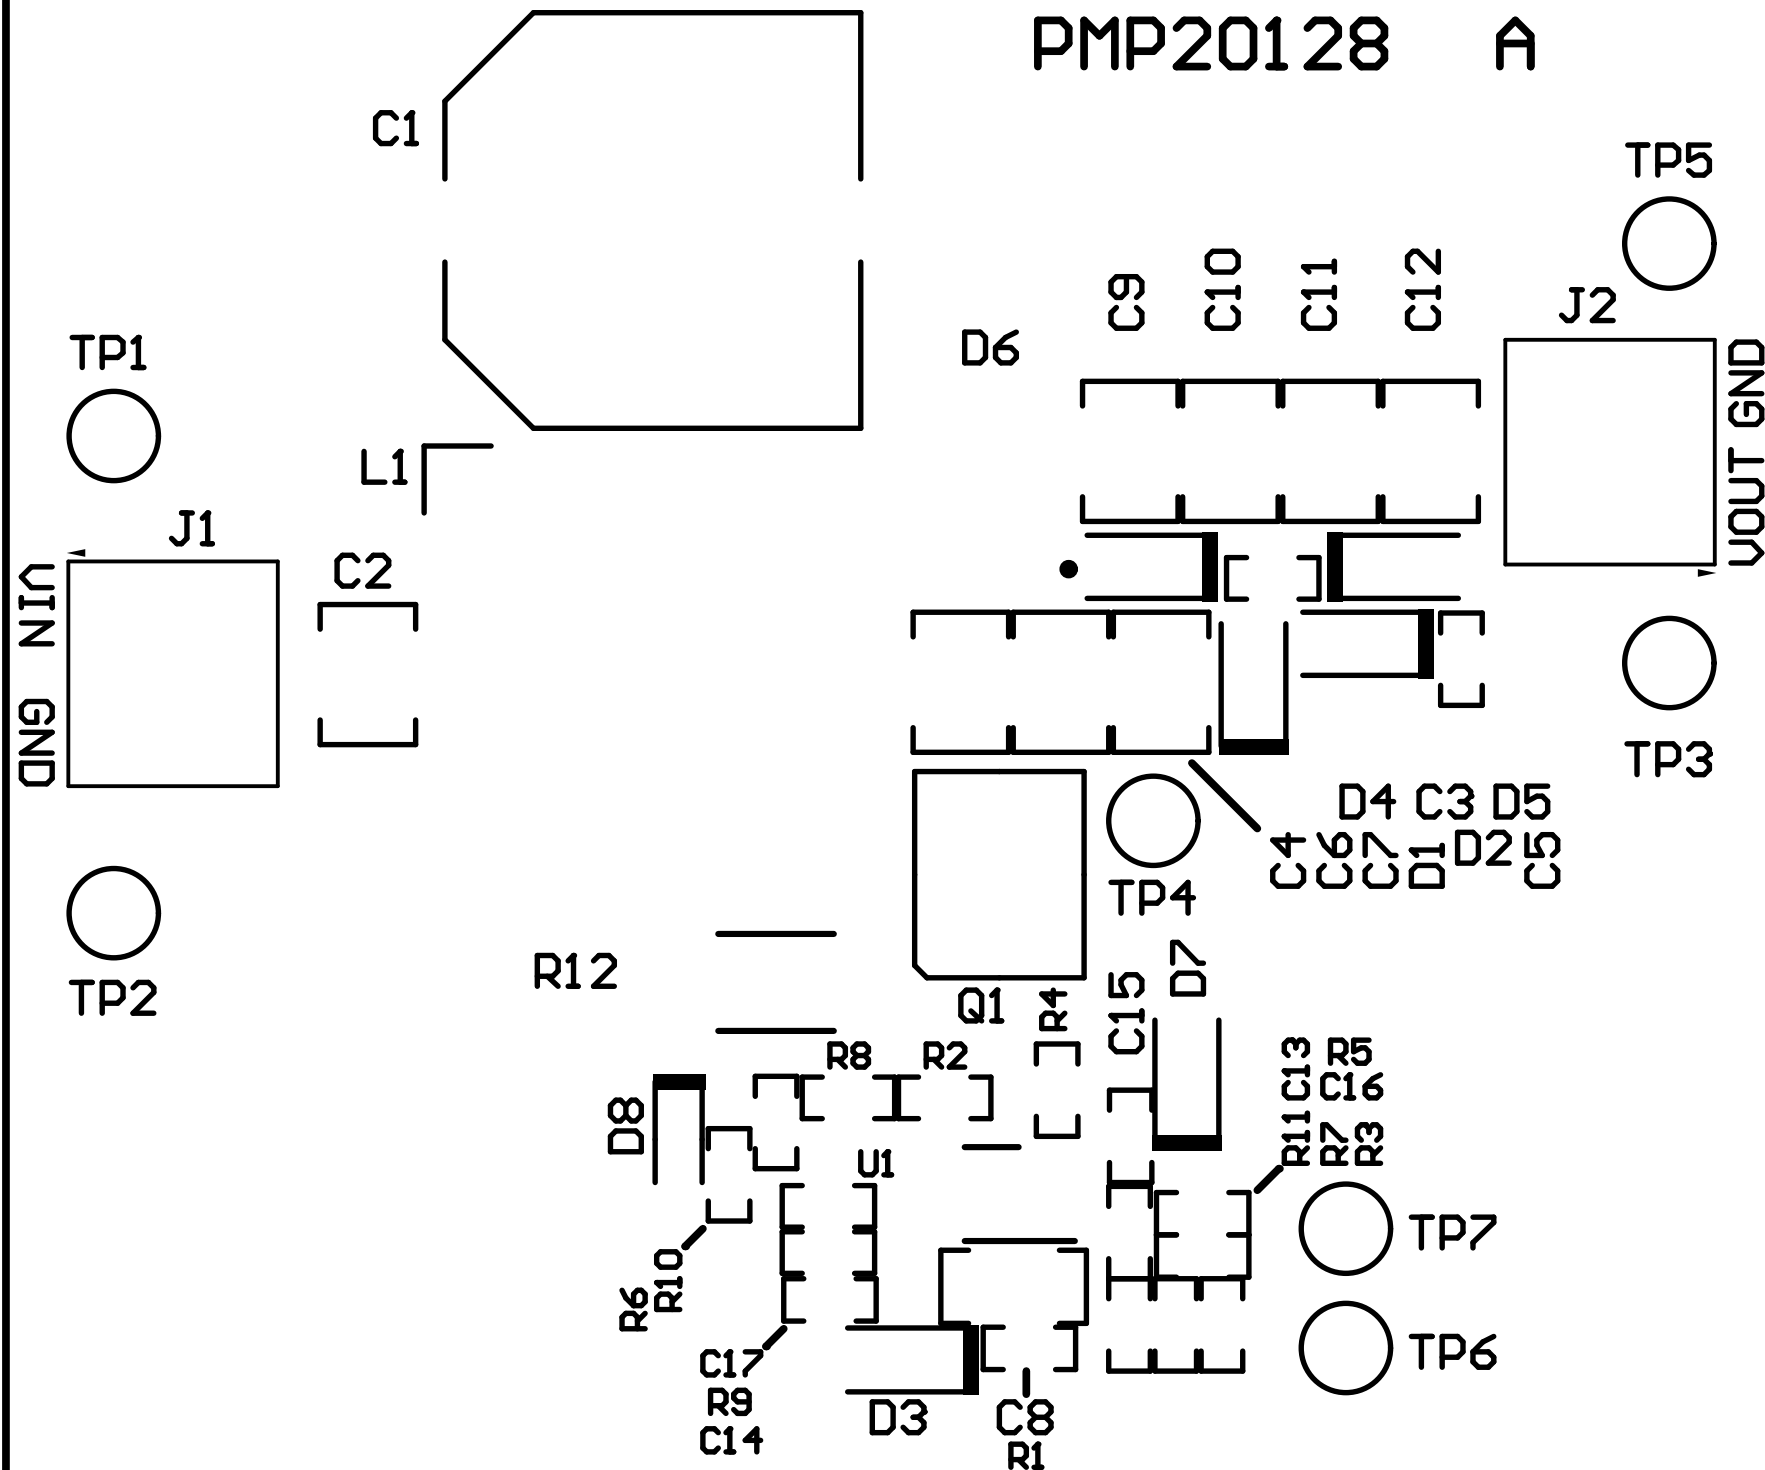 PMP20128 A
C1
TP5
C9
C10
C11
C12
J2
D6
TP1
VOUT GND
L1
J1
C2
VIN GND
TP3
D4 C3 D5
C4
C6
C7
D1
D2
C5
TP4
R12
TP2
Q1
R4
C15
D7
R8
R2
C13
R5
C16
D8
R11
R7
R3
U1
TP7
R6
R10
TP6
C17
R9
C14
D3
C8
R1